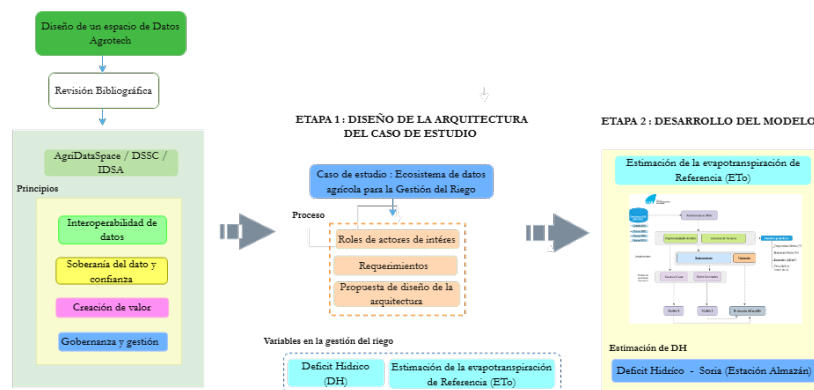 Diseño de un espacio de Datos
Agrotech
Revisión Bibliográfica
AgriDataSpace / DSSC /
IDSA
Principios
Interoperabilidad de
datos
Soberanía del dato y
confianza
Creación de valor
Gobernanza y gestión
ETAPA 1 : DISEÑO DE LA ARQUITECTURA
DEL CASO DE ESTUDIO
Caso de estudio : Ecosistema de datos
agrícola para la Gestión del Riego
Proceso
Roles de actores de intéres
Requerimientos
Propuesta de diseño de la
arquitectura
Variables en la gestión del riego
Deficit Hidrico
(DH)
Estimación de la evapotranspiración
de Referencia (ETo)
ETAPA 2 : DESARROLLO DEL MODELO
Estimación de la evapotranspiración de
Referencia (ETo)
Estimación de DH
Deficit Hidríco - Soria (Estación Almazán)